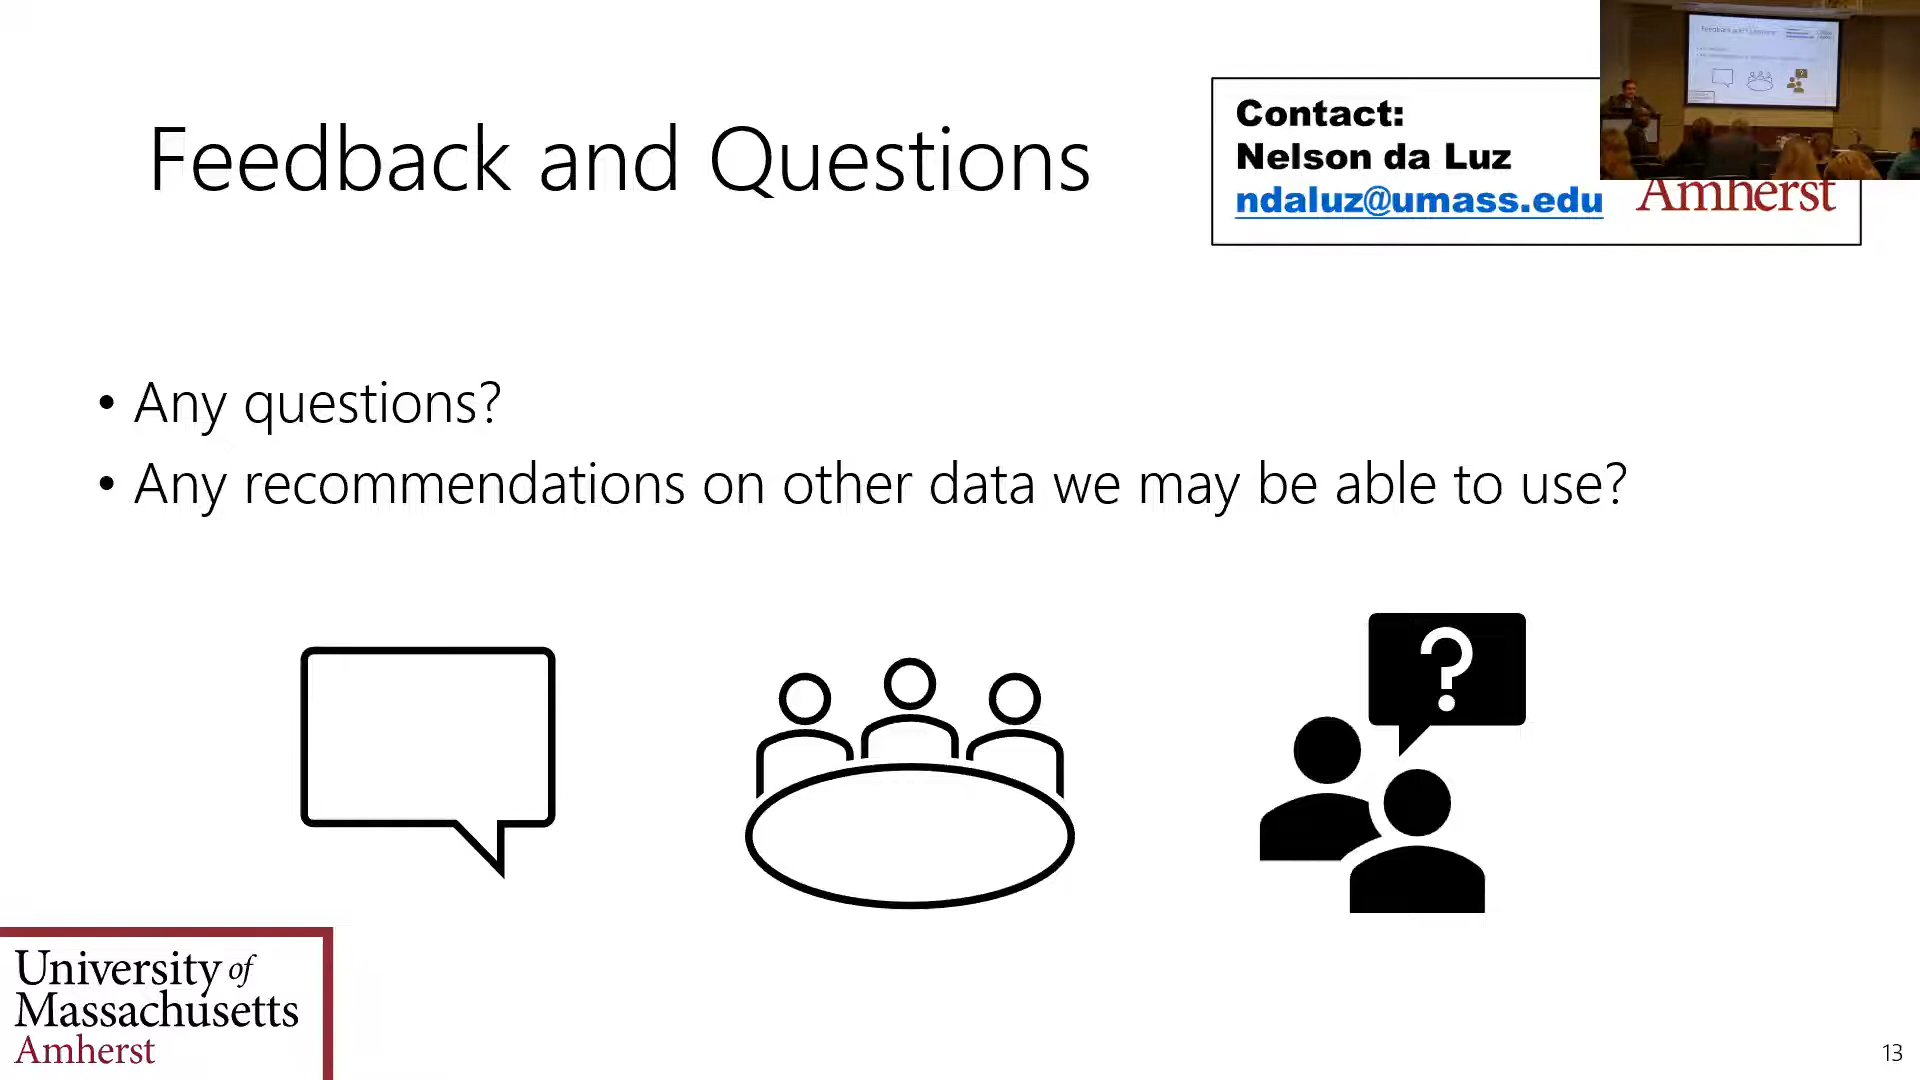 Feedback and Questions
Contact:
Nelson da Luz
ndaluz@umass.edu
Amherst
• Any questions?
• Any recommendations on other data we may be able to use?
?
University of
Massachusetts
Amherst
13